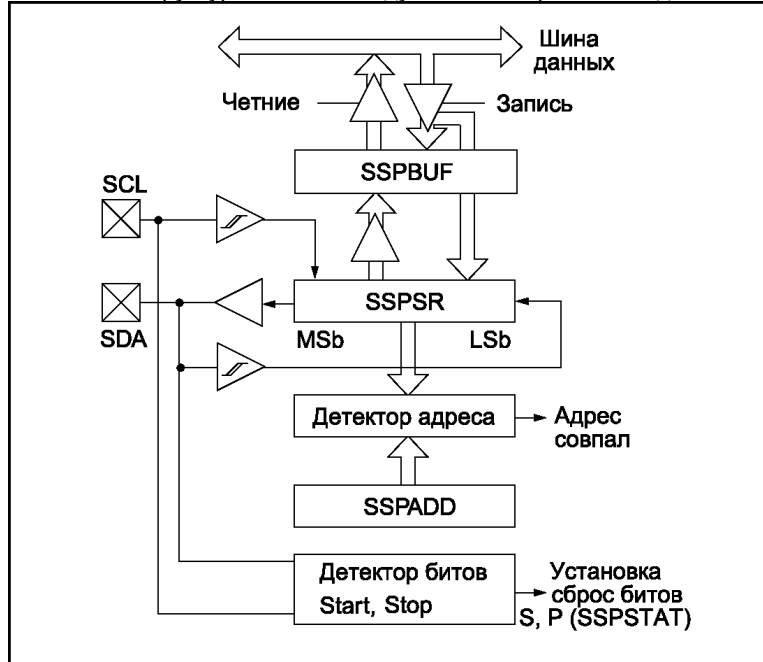 Шина
данных
Четние
Запись
SSPBUF
SCL
SSPSR
SDA
MSb
LSb
Детектор адреса
Адрес
совпал
SSPADD
Детектор битов
Start, Stop
Установка
сброс битов
S, P (SSPSTAT)